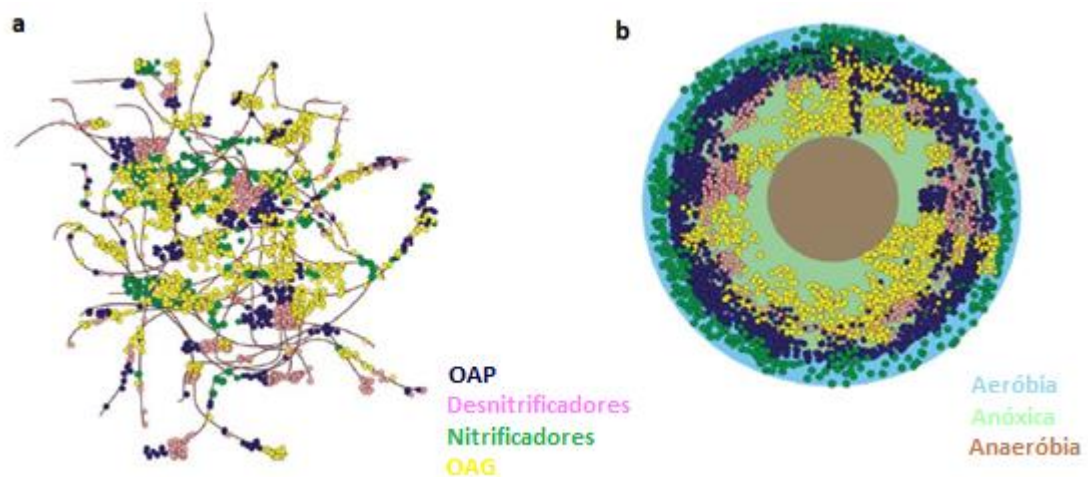 a
b
OAP
Desnitrificadores
Nitrificadores
OAG
Aeróbia
Anóxica
Anaeróbia